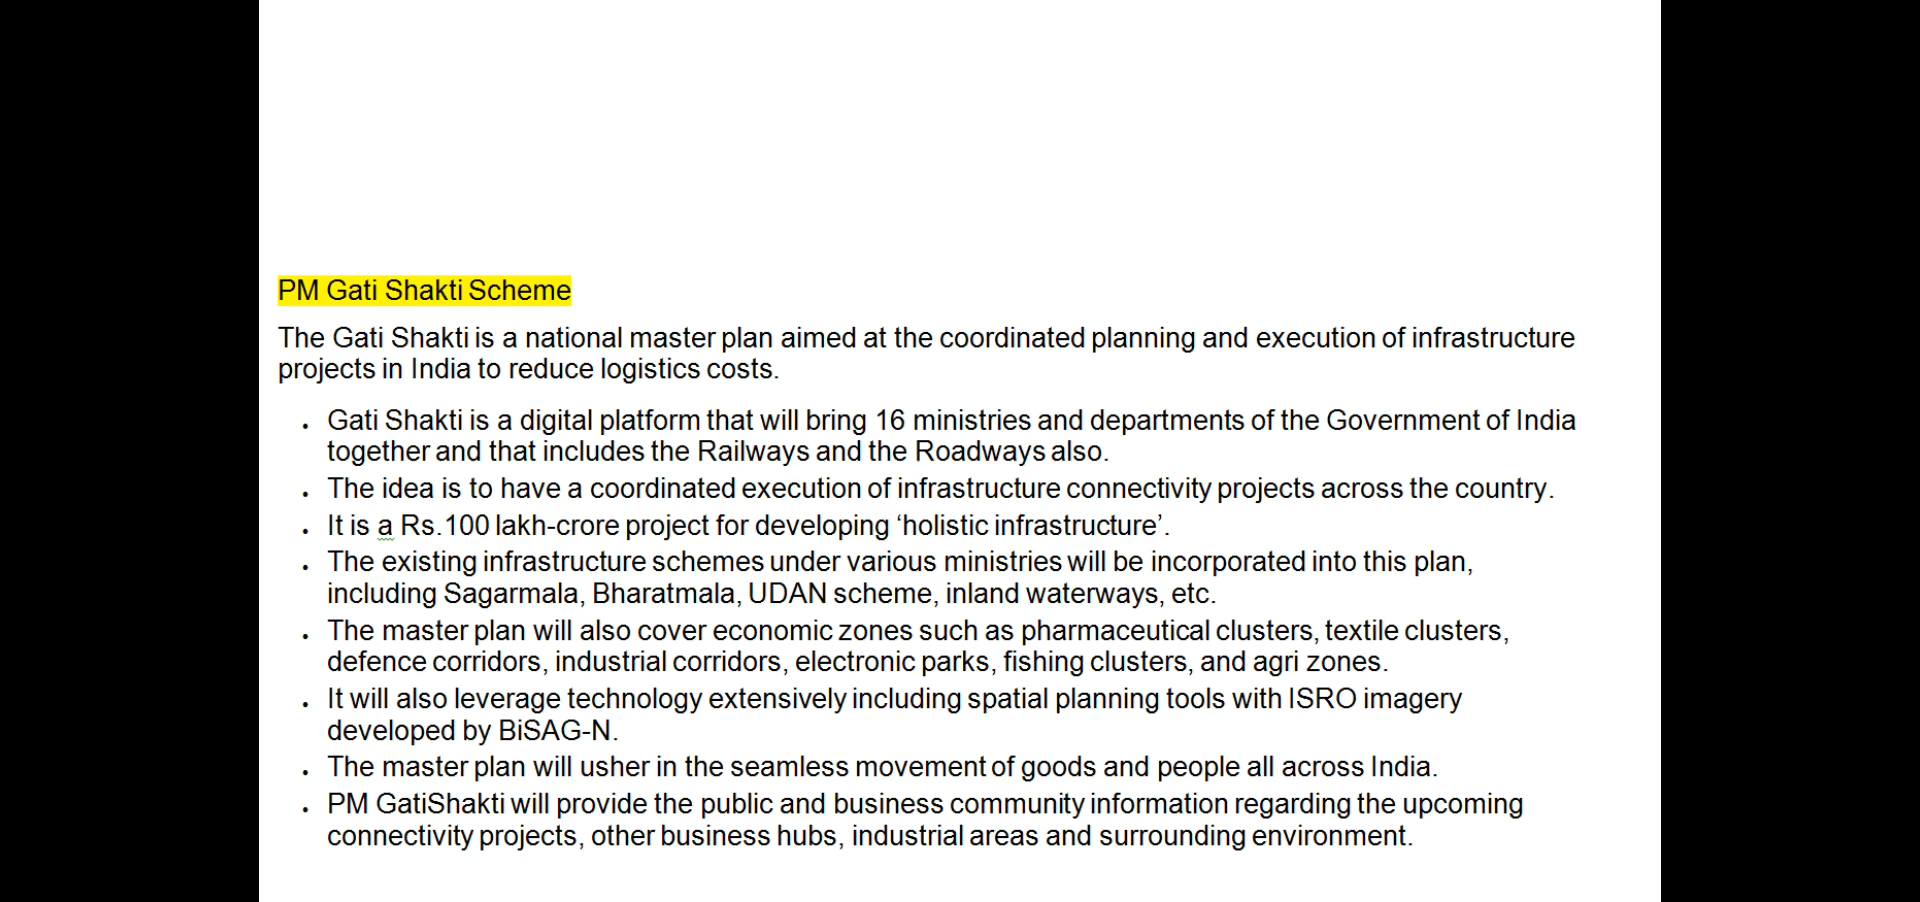 PM Gati Shakti Scheme
The Gati Shakti is a national master plan aimed at the coordinated planning and execution of infrastructure
projects in India to reduce logistics costs.
• Gati Shakti is a digital platform that will bring 16 ministries and departments of the Government of India
together and that includes the Railways and the Roadways also.
• The idea is to have a coordinated execution of infrastructure connectivity projects across the country.
• It is a Rs.100 lakh-crore project for developing ‘holistic infrastructure’.
• The existing infrastructure schemes under various ministries will be incorporated into this plan,
including Sagarmala, Bharatmala, UDAN scheme, inland waterways, etc.
• The master plan will also cover economic zones such as pharmaceutical clusters, textile clusters,
defence corridors, industrial corridors, electronic parks, fishing clusters, and agri zones.
• It will also leverage technology extensively including spatial planning tools with ISRO imagery
developed by BiSAG-N.
• The master plan will usher in the seamless movement of goods and people all across India.
• PM GatiShakti will provide the public and business community information regarding the upcoming
connectivity projects, other business hubs, industrial areas and surrounding environment.